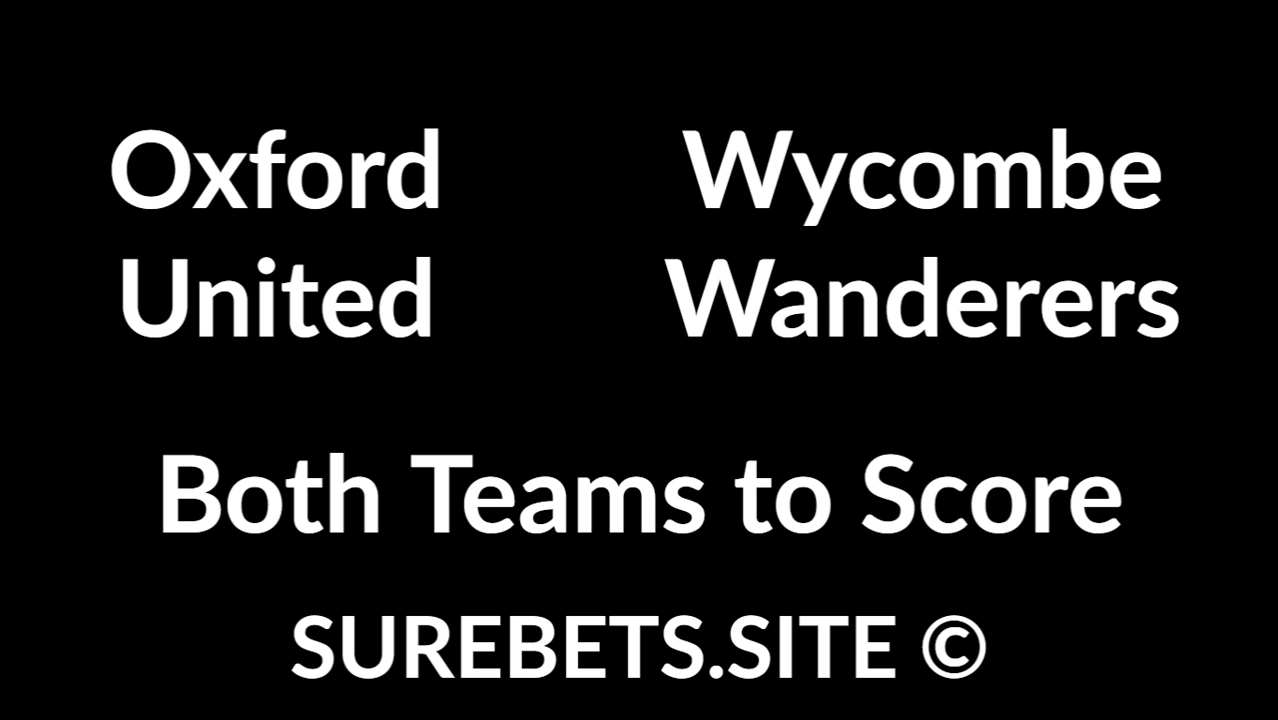 Oxford United
Wycombe Wanderers
Both Teams to Score
SUREBETS.SITE ©